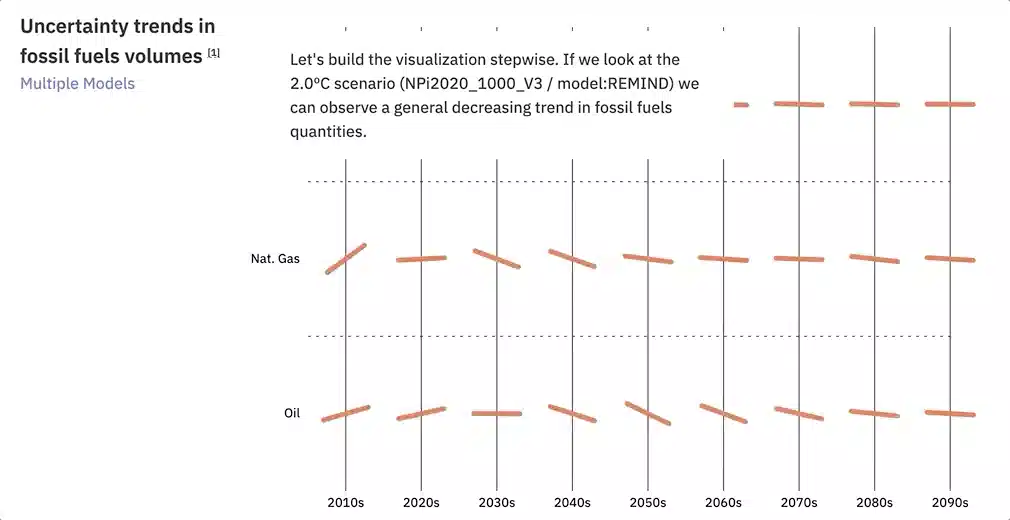 Uncertainty trends in
fossil fuels volumes [1]
Multiple Models
Let's build the visualization stepwise. If we look at the
2.0ºC scenario (NPi2020_1000_V3 / model:REMIND) we
can observe a general decreasing trend in fossil fuels
quantities.
Nat. Gas
Oil
2010s 2020s 2030s 2040s 2050s 2060s 2070s 2080s 2090s